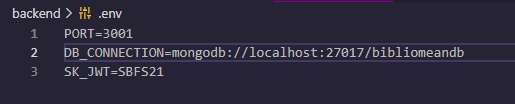 backend > .env
1 PORT=3001
2 DB_CONNECTION=mongodb://localhost:27017/bibliomeandb
3 SK_JWT=SBFS21